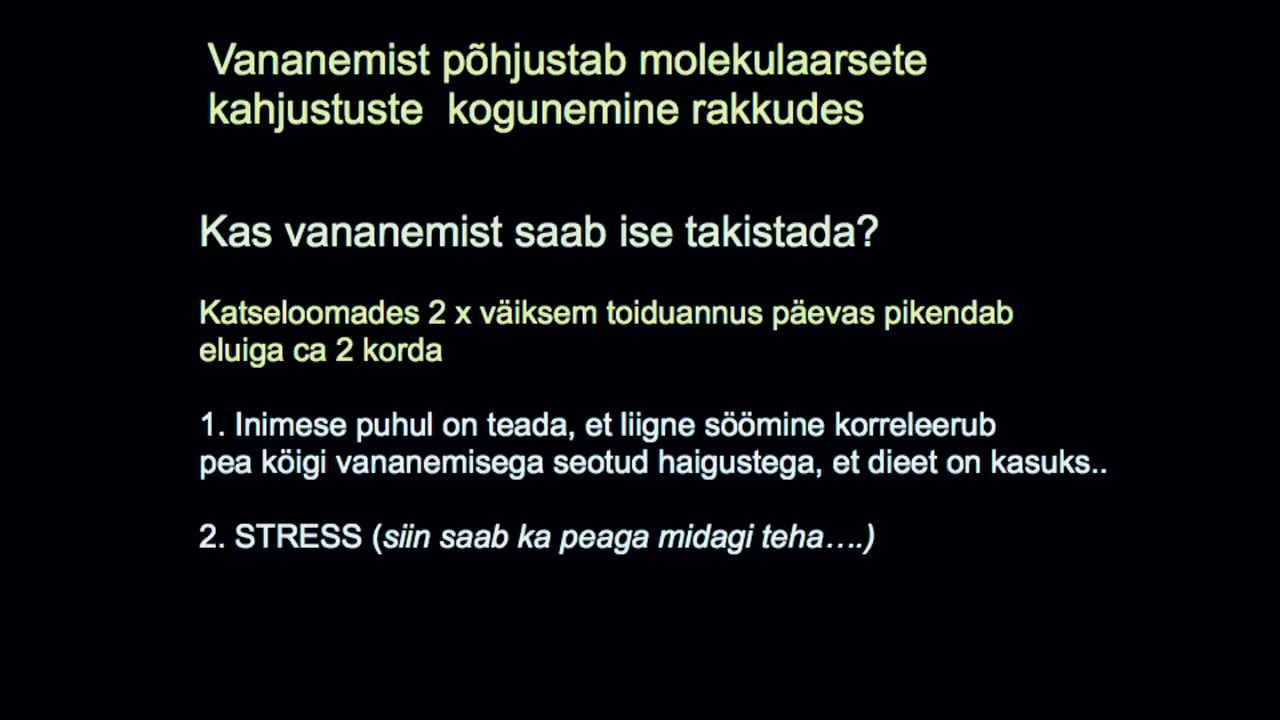 Vananemist põhjustab molekulaarsete
kahjustuste kogunemine rakkudes
Kas vananemist saab ise takistada?
Katseloomades 2 x väiksem toiduannus päevas pikendab
eluiga ca 2 korda
1. Inimese puhul on teada, et liigne söömine korreleerub
pea köigi vananemisega seotud haigustega, et dieet on kasuks..
2. STRESS (siin saab ka peaga midagi teha….)